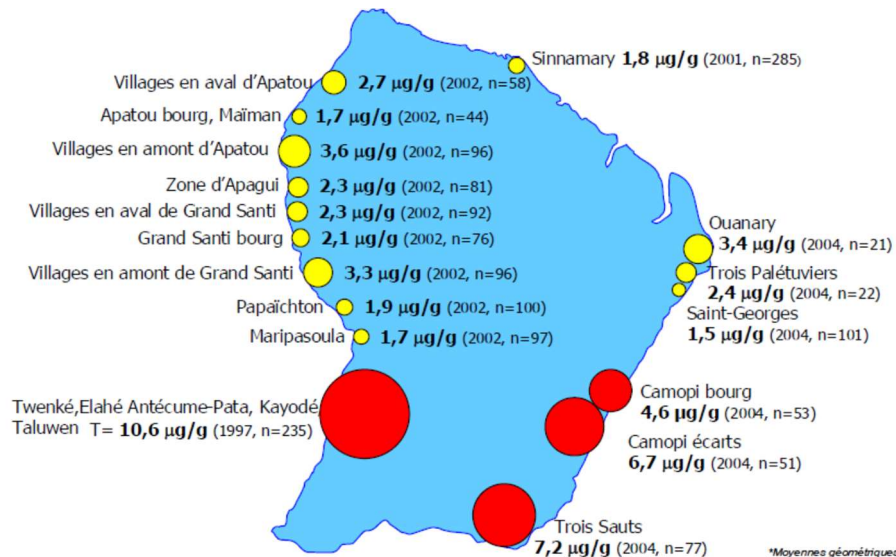 Sinnamary 1,8 µg/g (2001, n=285)
Villages en aval d'Apatou 2,7 µg/g (2002, n=58)
Apatou bourg, Maïman 1,7 µg/g (2002, n=44)
Villages en amont d'Apatou 3,6 µg/g (2002, n=96)
Zone d'Apagui 2,3 µg/g (2002, n=81)
Villages en aval de Grand Santi 2,3 µg/g (2002, n=92)
Grand Santi bourg 2,1 µg/g (2002, n=76)
Villages en amont de Grand Santi 3,3 µg/g (2002, n=96)
Papaïchton 1,9 µg/g (2002, n=100)
Maripasoula 1,7 µg/g (2002, n=97)
Ouanary
3,4 µg/g (2004, n=21)
Trois Palétuviers
2,4 µg/g (2004, n=22)
Saint-Georges
1,5 µg/g (2004, n=101)
Twenké,Elahé Antécume-Pata, Kayodé,
Taluwen T= 10,6 µg/g (1997, n=235)
Camopi bourg
4,6 µg/g (2004, n=53)
Camopi écarts
6,7 µg/g (2004, n=51)
Trois Sauts
7,2 µg/g (2004, n=77)
*Moyennes géométriques